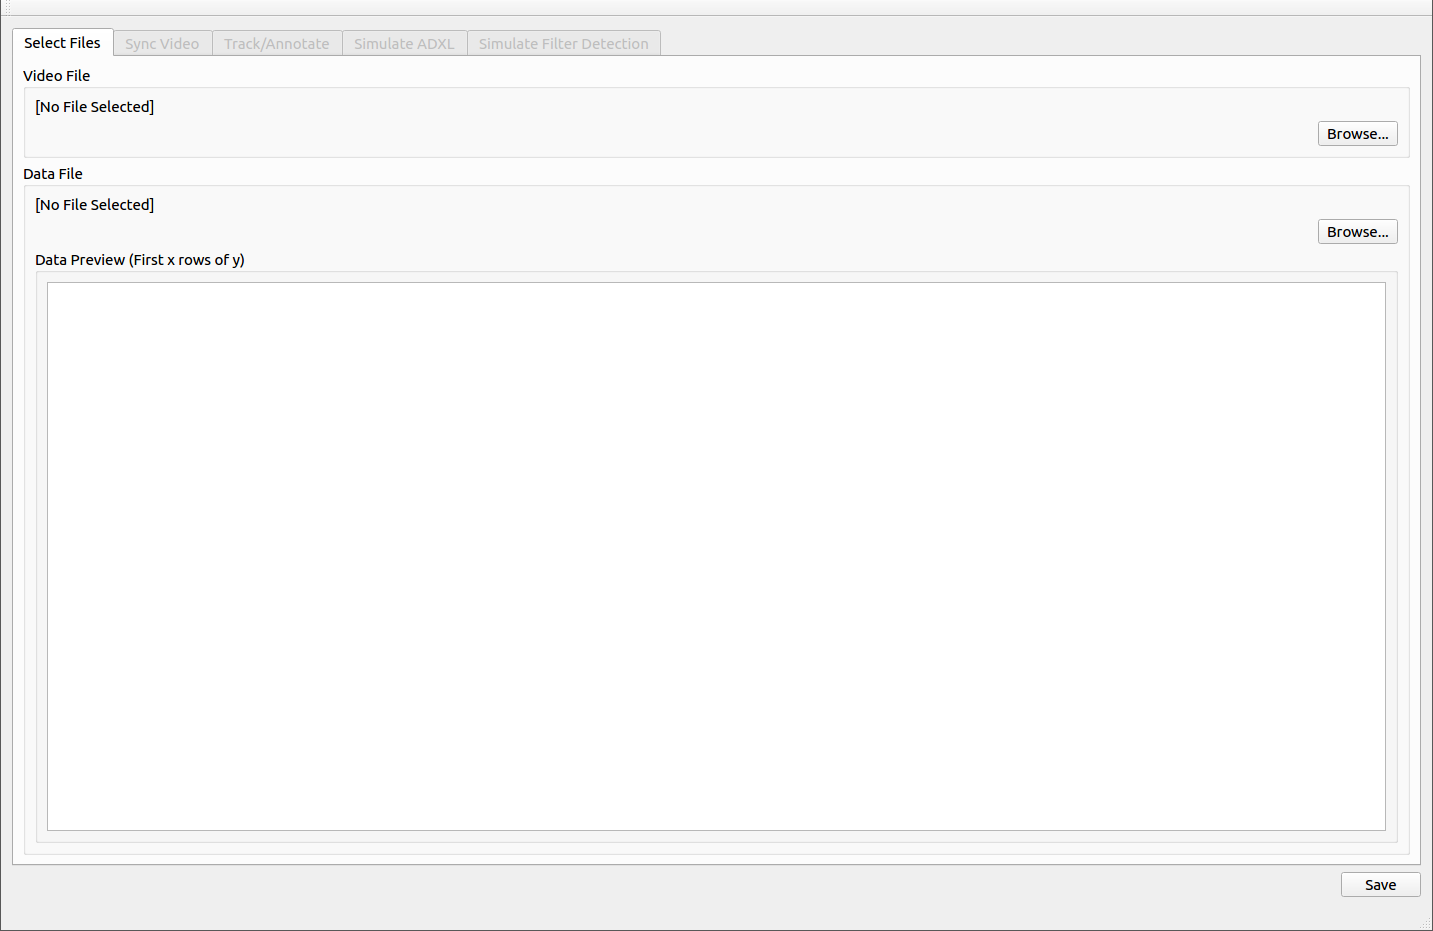 Select Files Sync Video Track/Annotate Simulate ADXL Simulate Filter Detection
Video File
[No File Selected]
Browse...
Data File
[No File Selected]
Browse...
Data Preview (First x rows of y)
Save